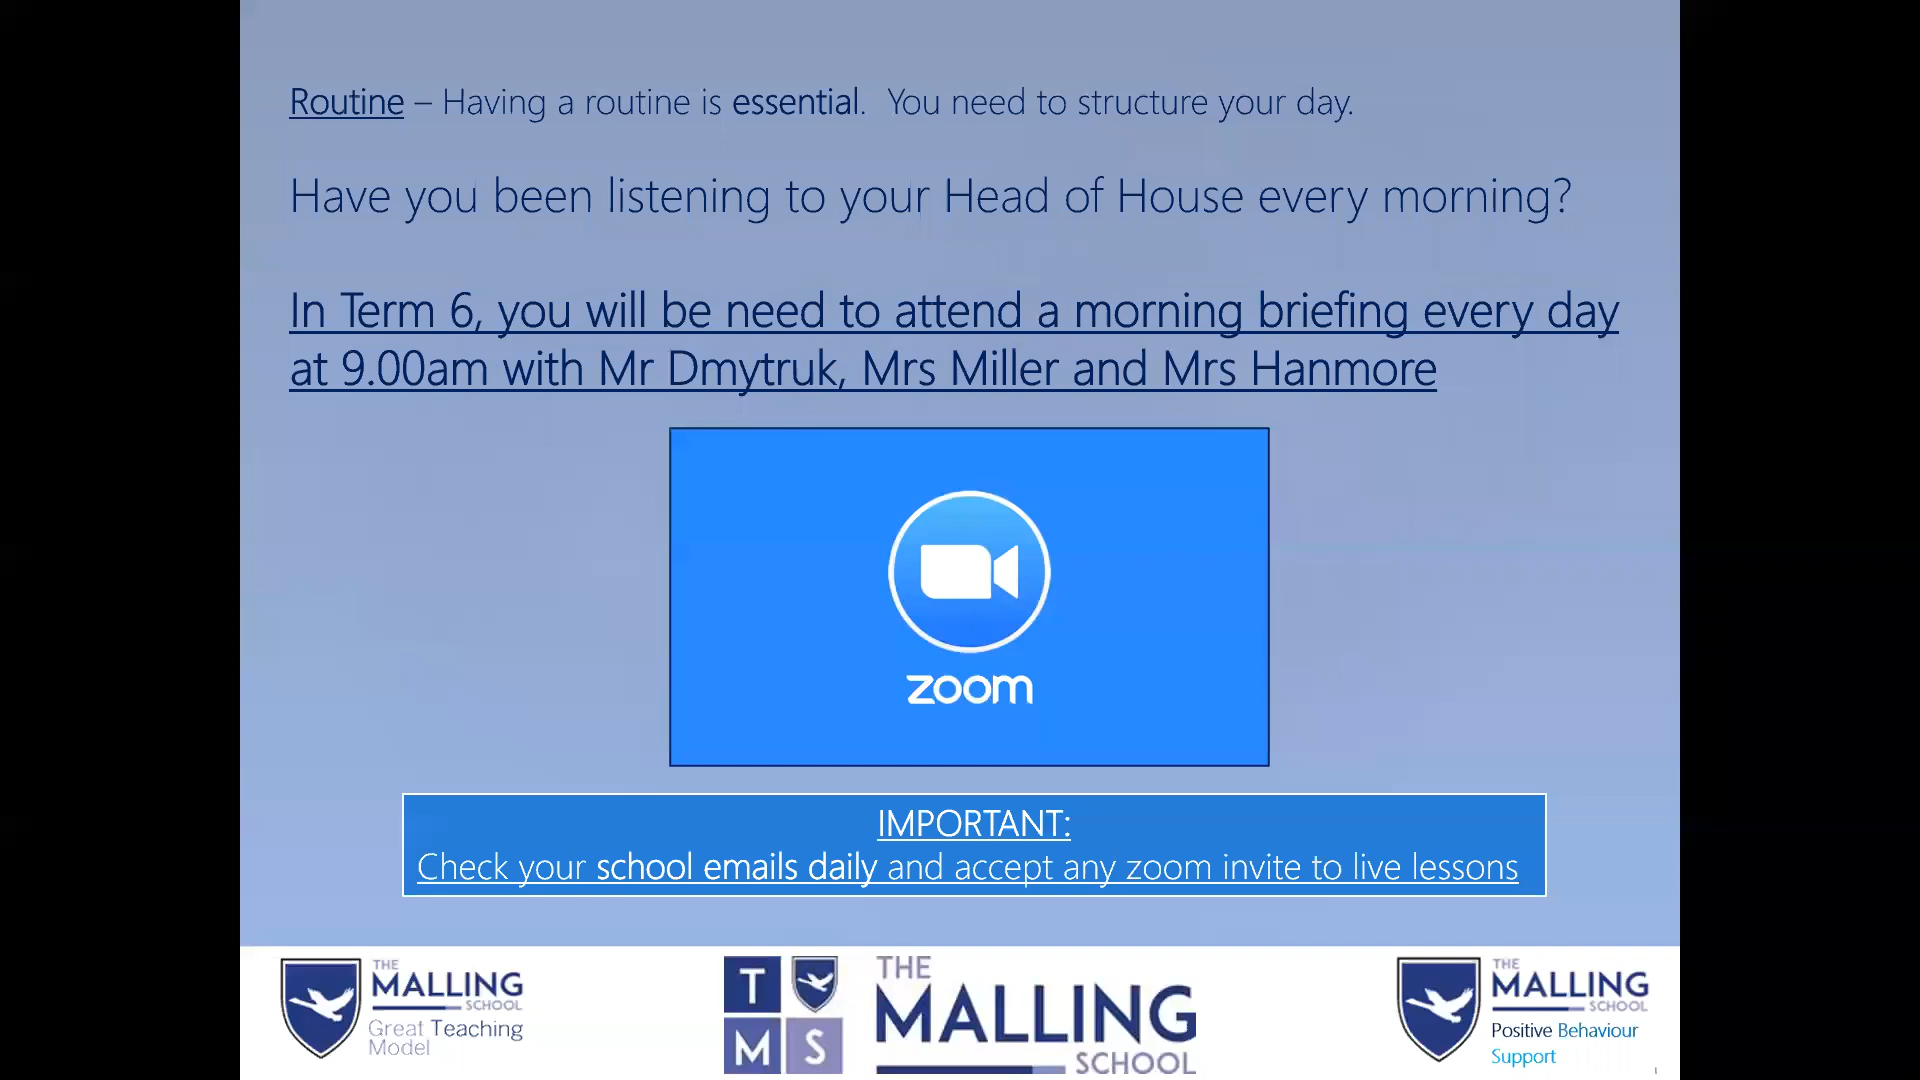 Routine – Having a routine is essential. You need to structure your day.
Have you been listening to your Head of House every morning?
In Term 6, you will be need to attend a morning briefing every day
at 9.00am with Mr Dmytruk, Mrs Miller and Mrs Hanmore
zoom
IMPORTANT:
Check your school emails daily and accept any zoom invite to live lessons
THE
MALLING
SCHOOL
Great Teaching
Model
T
M S
THE
MALLING
SCHOOL
THE
MALLING
SCHOOL
Positive Behaviour
Support